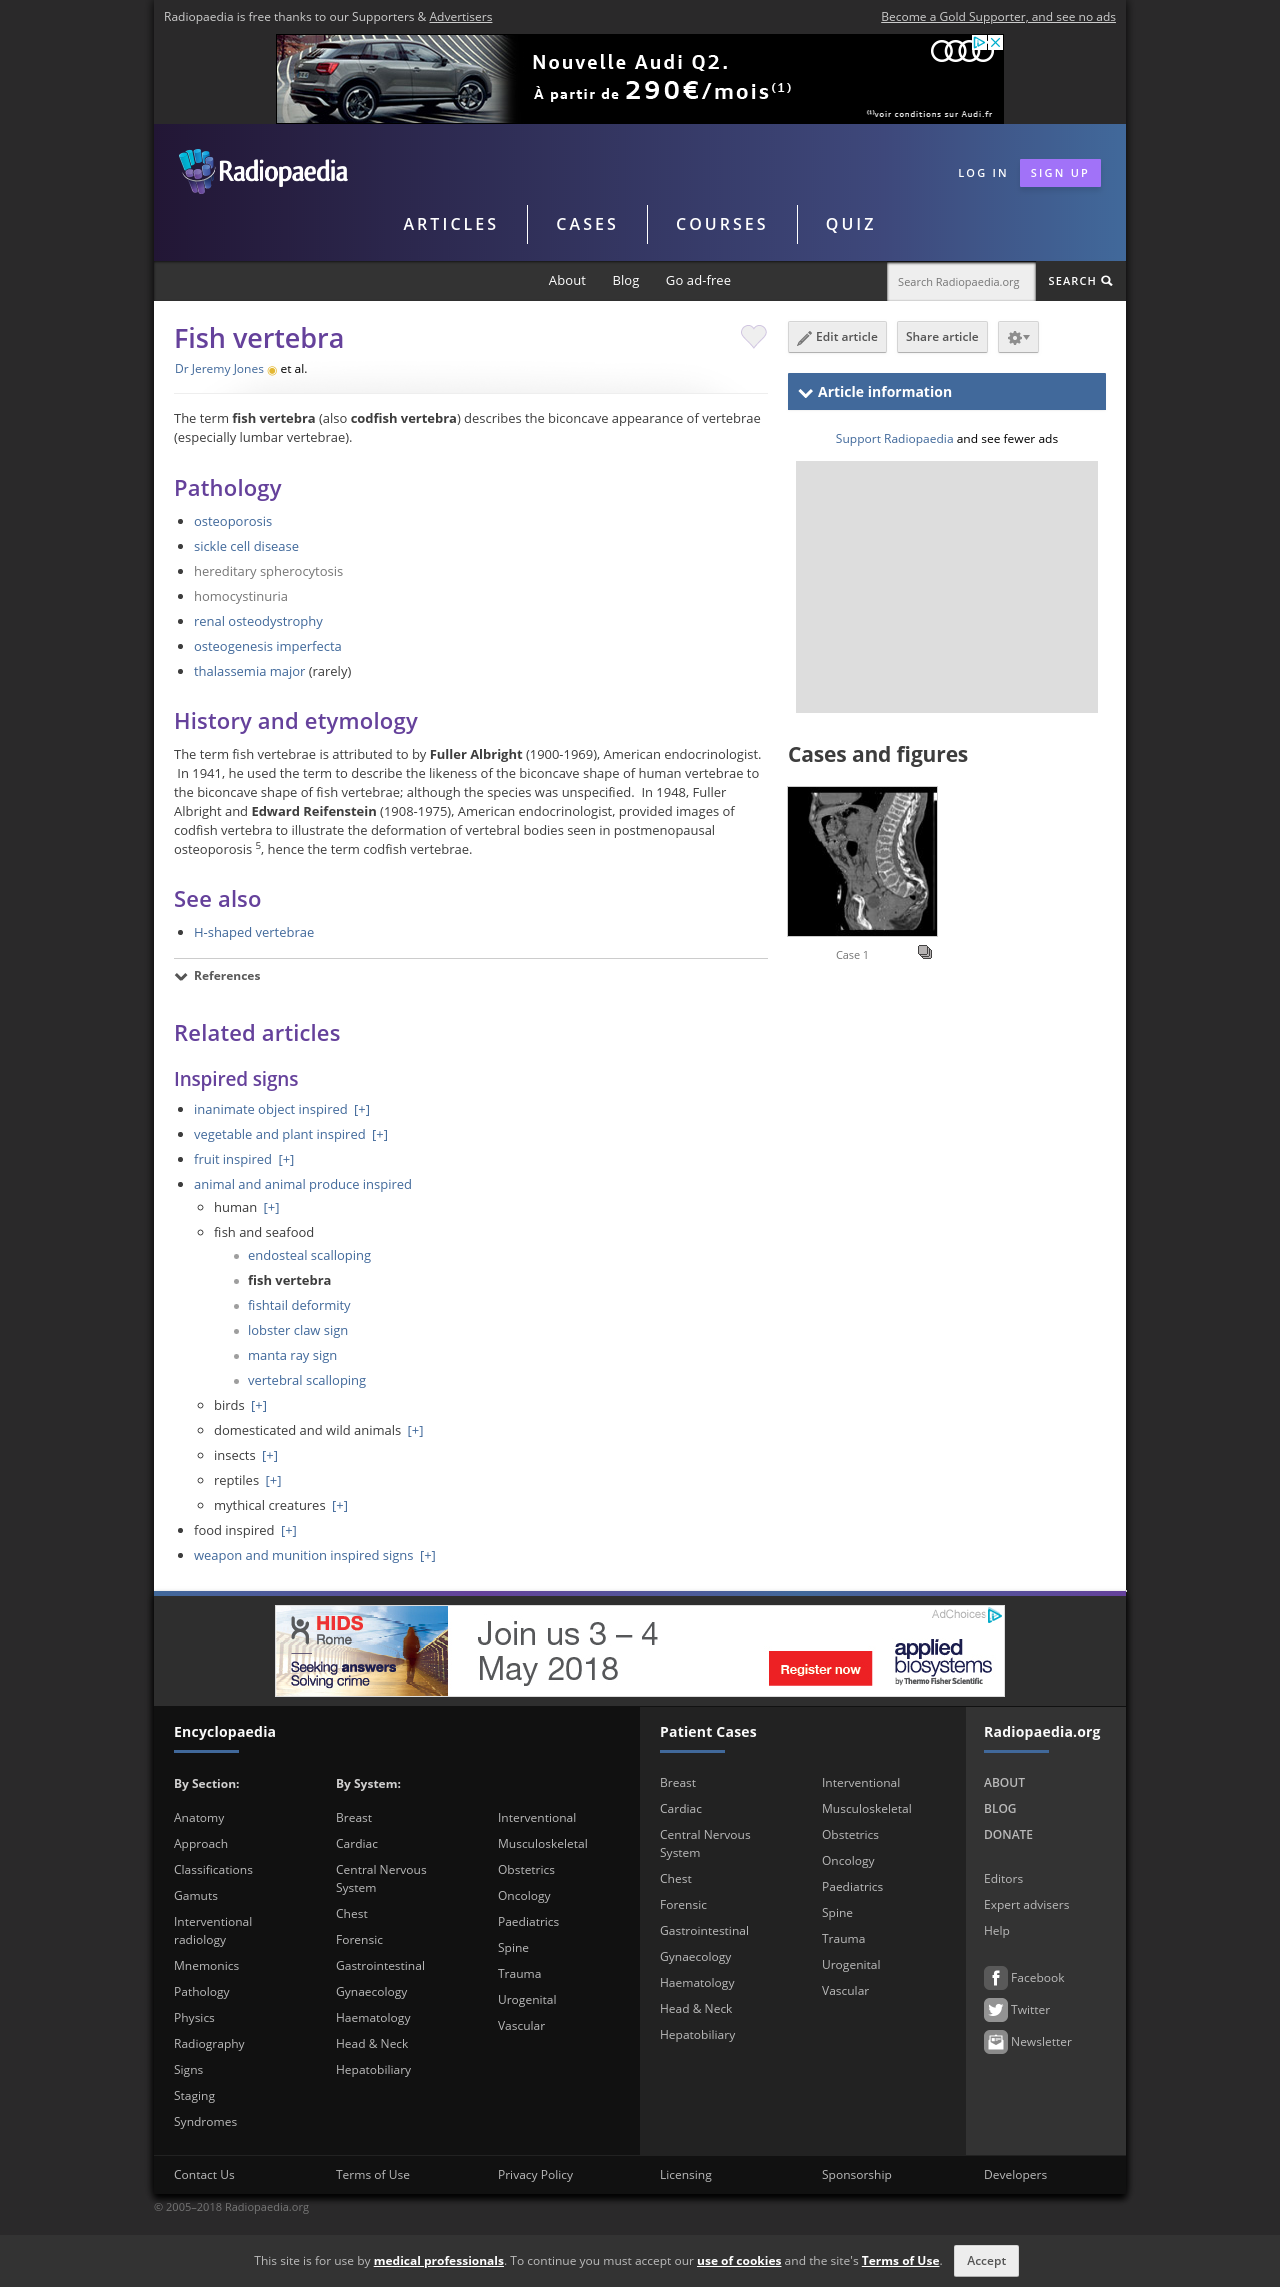 Radiopaedia is free thanks to our Supporters & Advertisers
Become a Gold Supporter, and see no ads
Nouvelle Audi Q2.
À partir de 290€/mois(1)
(1)voir conditions sur Audi.fr
Radiopaedia
LOG IN
SIGN UP
ARTICLES
CASES
COURSES
QUIZ
About
Blog
Go ad-free
Search Radiopaedia.org
SEARCH
Fish vertebra
Dr Jeremy Jones et al.
The term fish vertebra (also codfish vertebra) describes the biconcave appearance of vertebrae
(especially lumbar vertebrae).
Pathology
osteoporosis
sickle cell disease
hereditary spherocytosis
homocystinuria
renal osteodystrophy
osteogenesis imperfecta
thalassemia major (rarely)
History and etymology
The term fish vertebrae is attributed to by Fuller Albright (1900-1969), American endocrinologist.
In 1941, he used the term to describe the likeness of the biconcave shape of human vertebrae to
the biconcave shape of fish vertebrae; although the species was unspecified.  In 1948, Fuller
Albright and Edward Reifenstein (1908-1975), American endocrinologist, provided images of
codfish vertebra to illustrate the deformation of vertebral bodies seen in postmenopausal
osteoporosis 5, hence the term codfish vertebrae.
See also
H-shaped vertebrae
References
Edit article
Share article
Article information
Support Radiopaedia and see fewer ads
Cases and figures
Case 1
Related articles
Inspired signs
inanimate object inspired [+]
vegetable and plant inspired [+]
fruit inspired [+]
animal and animal produce inspired
human [+]
fish and seafood
endosteal scalloping
fish vertebra
fishtail deformity
lobster claw sign
manta ray sign
vertebral scalloping
birds [+]
domesticated and wild animals [+]
insects [+]
reptiles [+]
mythical creatures [+]
food inspired [+]
weapon and munition inspired signs [+]
HIDS
Rome
Seeking answers
Solving crime
Join us 3 – 4
May 2018
Register now
AdChoices
applied
biosystems
by Thermo Fisher Scientific
Encyclopaedia
By Section:
Anatomy
Approach
Classifications
Gamuts
Interventional
radiology
Mnemonics
Pathology
Physics
Radiography
Signs
Staging
Syndromes
By System:
Breast
Cardiac
Central Nervous
System
Chest
Forensic
Gastrointestinal
Gynaecology
Haematology
Head & Neck
Hepatobiliary
Interventional
Musculoskeletal
Obstetrics
Oncology
Paediatrics
Spine
Trauma
Urogenital
Vascular
Patient Cases
Breast
Cardiac
Central Nervous
System
Chest
Forensic
Gastrointestinal
Gynaecology
Haematology
Head & Neck
Hepatobiliary
Interventional
Musculoskeletal
Obstetrics
Oncology
Paediatrics
Spine
Trauma
Urogenital
Vascular
Radiopaedia.org
ABOUT
BLOG
DONATE
Editors
Expert advisers
Help
Facebook
Twitter
Newsletter
Contact Us
Terms of Use
Privacy Policy
Licensing
Sponsorship
Developers
© 2005–2018 Radiopaedia.org
This site is for use by medical professionals. To continue you must accept our use of cookies and the site's Terms of Use.
Accept